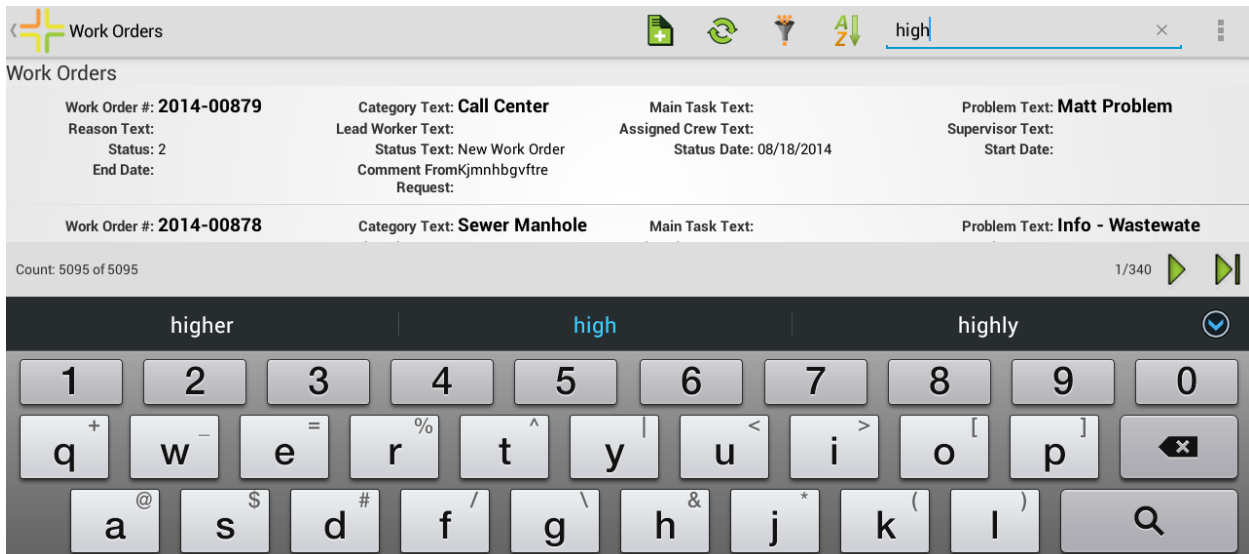 Work Orders high ×
Work Orders
Work Order #: 2014-00879 Category Text: Call Center Main Task Text: Problem Text: Matt Problem
Reason Text: Lead Worker Text: Assigned Crew Text: Supervisor Text:
Status: 2 Status Text: New Work Order Status Date: 08/18/2014 Start Date:
End Date: Comment FromKjmnhbgvftre
Request:
Work Order #: 2014-00878 Category Text: Sewer Manhole Main Task Text: Problem Text: Info - Wastewate
Count: 5095 of 5095 1/340
higher high highly
1 2 3 4 5 6 7 8 9 0
q + w _ e = r % t ^ y | u < i > o [ p ]
a @ s $ d # f / g \ h & j * k ( l )